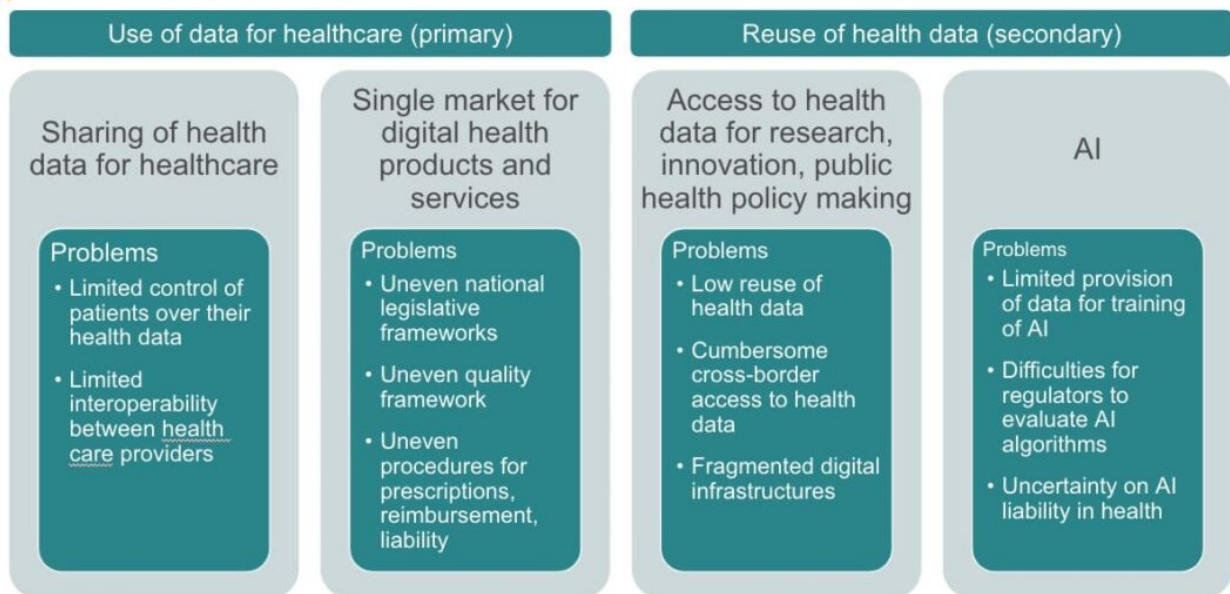 Use of data for healthcare (primary)
Reuse of health data (secondary)
Sharing of health
data for healthcare
Problems
• Limited control of
patients over their
health data
• Limited
interoperability
between health
care providers
Single market for
digital health
products and
services
Problems
• Uneven national
legislative
frameworks
• Uneven quality
framework
• Uneven
procedures for
prescriptions,
reimbursement,
liability
Access to health
data for research,
innovation, public
health policy making
Problems
• Low reuse of
health data
• Cumbersome
cross-border
access to health
data
• Fragmented digital
infrastructures
AI
Problems
• Limited provision
of data for training
of AI
• Difficulties for
regulators to
evaluate AI
algorithms
• Uncertainty on AI
liability in health